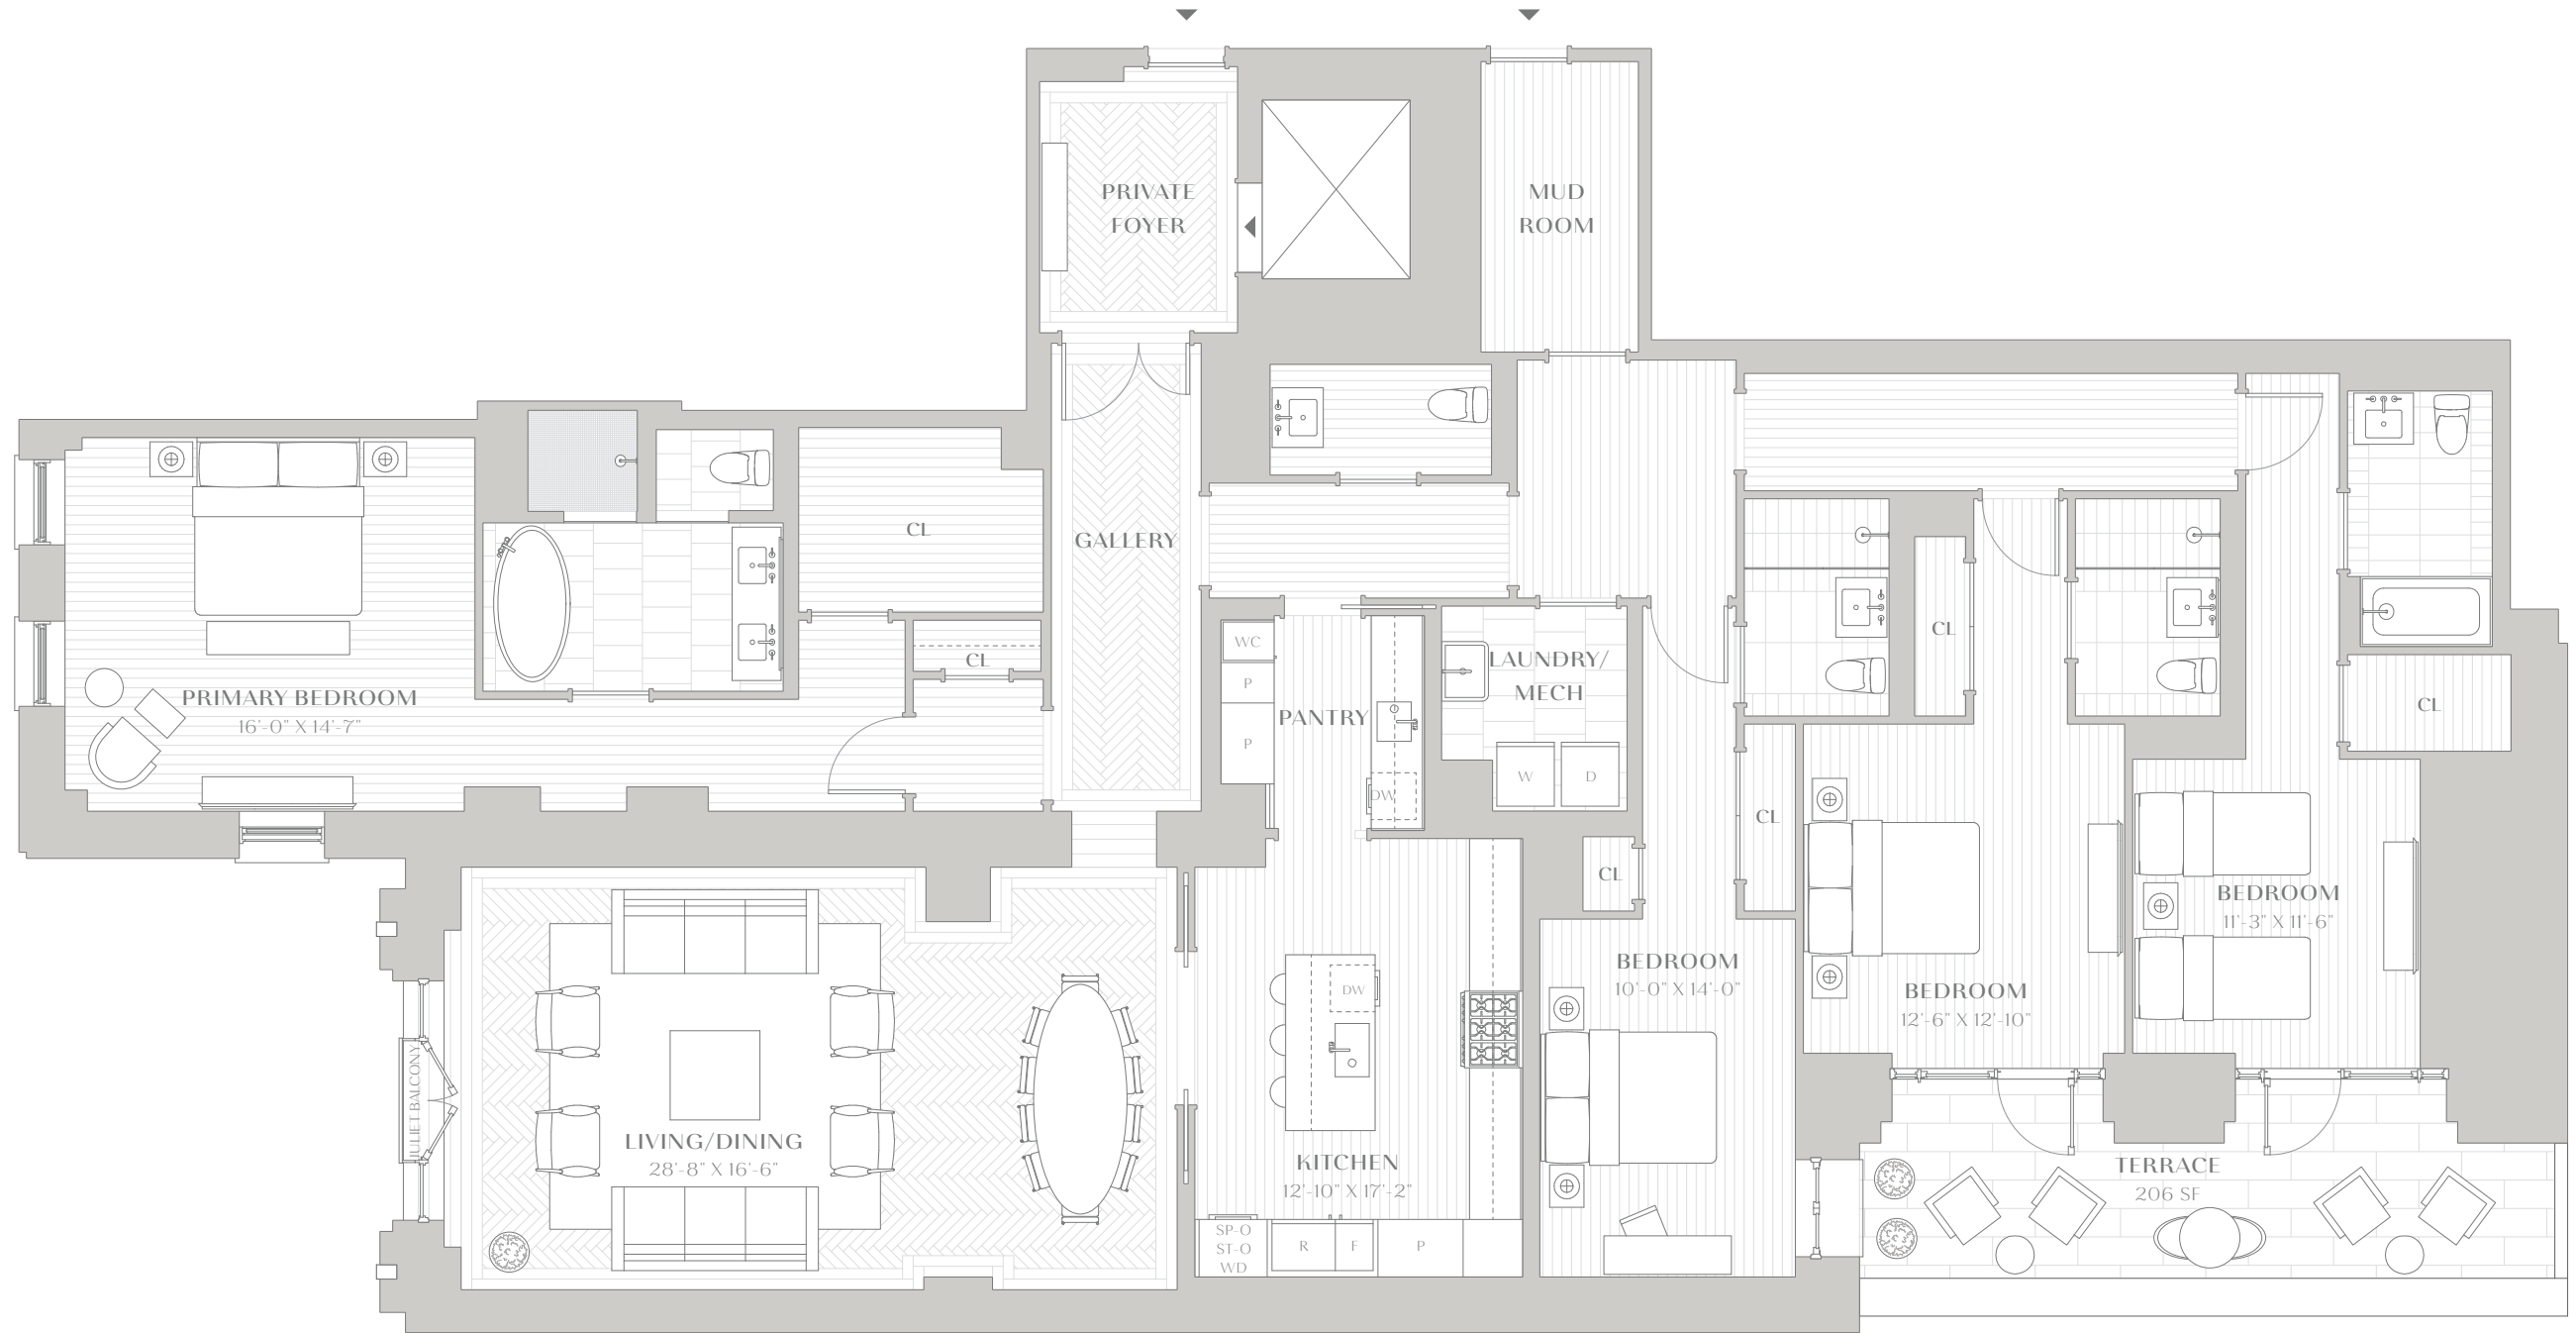 PRIVATE
FOYER
MUD
ROOM
CL
GALLERY
CL
PRIMARY BEDROOM
16'-0" X 14'-7"
WC
P
P
PANTRY
DW
LAUNDRY/
MECH
W
D
CL
CL
CL
CL
BEDROOM
11'-3" X 11'-6"
BEDROOM
10'-0" X 14'-0"
BEDROOM
12'-6" X 12'-10"
DW
JULIET BALCONY
LIVING/DINING
28'-8" X 16'-6"
KITCHEN
12'-10" X 17'-2"
TERRACE
206 SF
SP-O
ST-O
WD
R
F
P